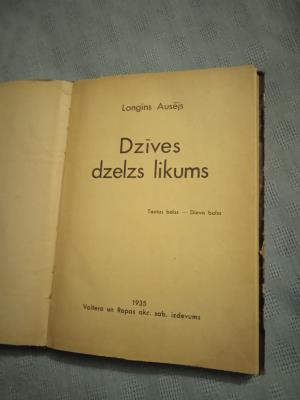 Longins Ausējs
Dzīves
dzelzs likums
Tautas balss — Dieva balss
1935
Valtera un Rapas akc. sab. izdevums